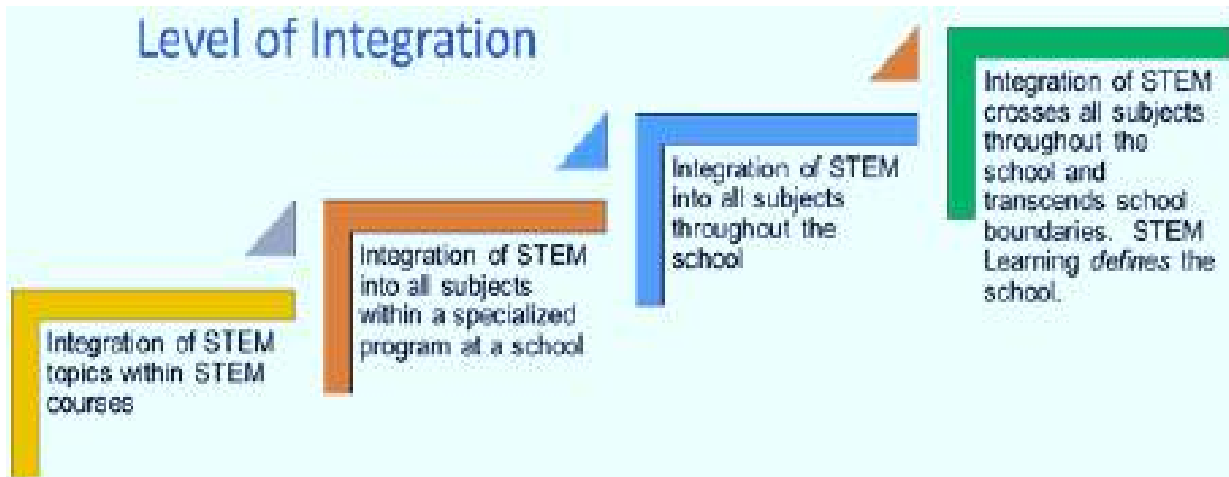 Level of Integration
Integration of STEM
topics within STEM
courses
Integration of STEM
into all subjects
within a specialized
program at a school
Integration of STEM
into all subjects
throughout the
school
Integration of STEM
crosses all subjects
throughout the
school and
transcends school
boundaries. STEM
Learning defines the
school.